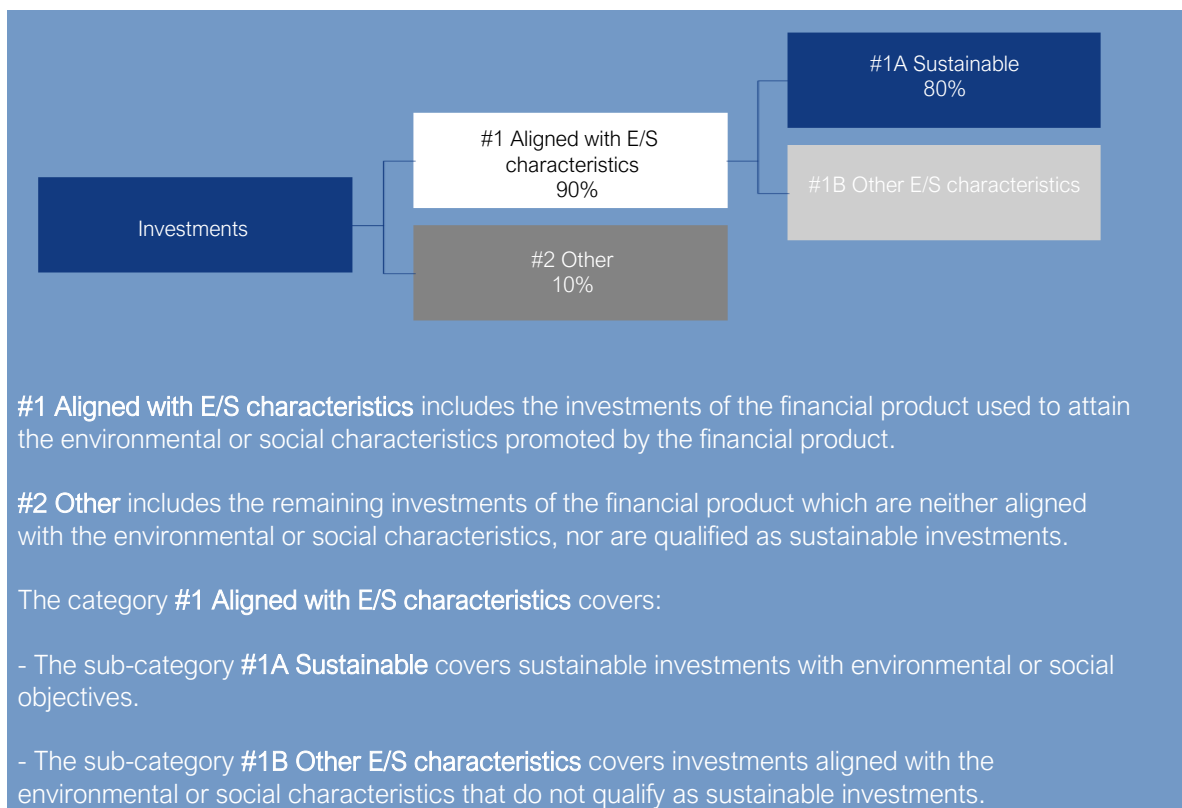 #1A Sustainable
80%
#1 Aligned with E/S
characteristics
90%
#1B Other E/S characteristics
Investments
#2 Other
10%
#1 Aligned with E/S characteristics includes the investments of the financial product used to attain
the environmental or social characteristics promoted by the financial product.
#2 Other includes the remaining investments of the financial product which are neither aligned
with the environmental or social characteristics, nor are qualified as sustainable investments.
The category #1 Aligned with E/S characteristics covers:
- The sub-category #1A Sustainable covers sustainable investments with environmental or social
objectives.
- The sub-category #1B Other E/S characteristics covers investments aligned with the
environmental or social characteristics that do not qualify as sustainable investments.